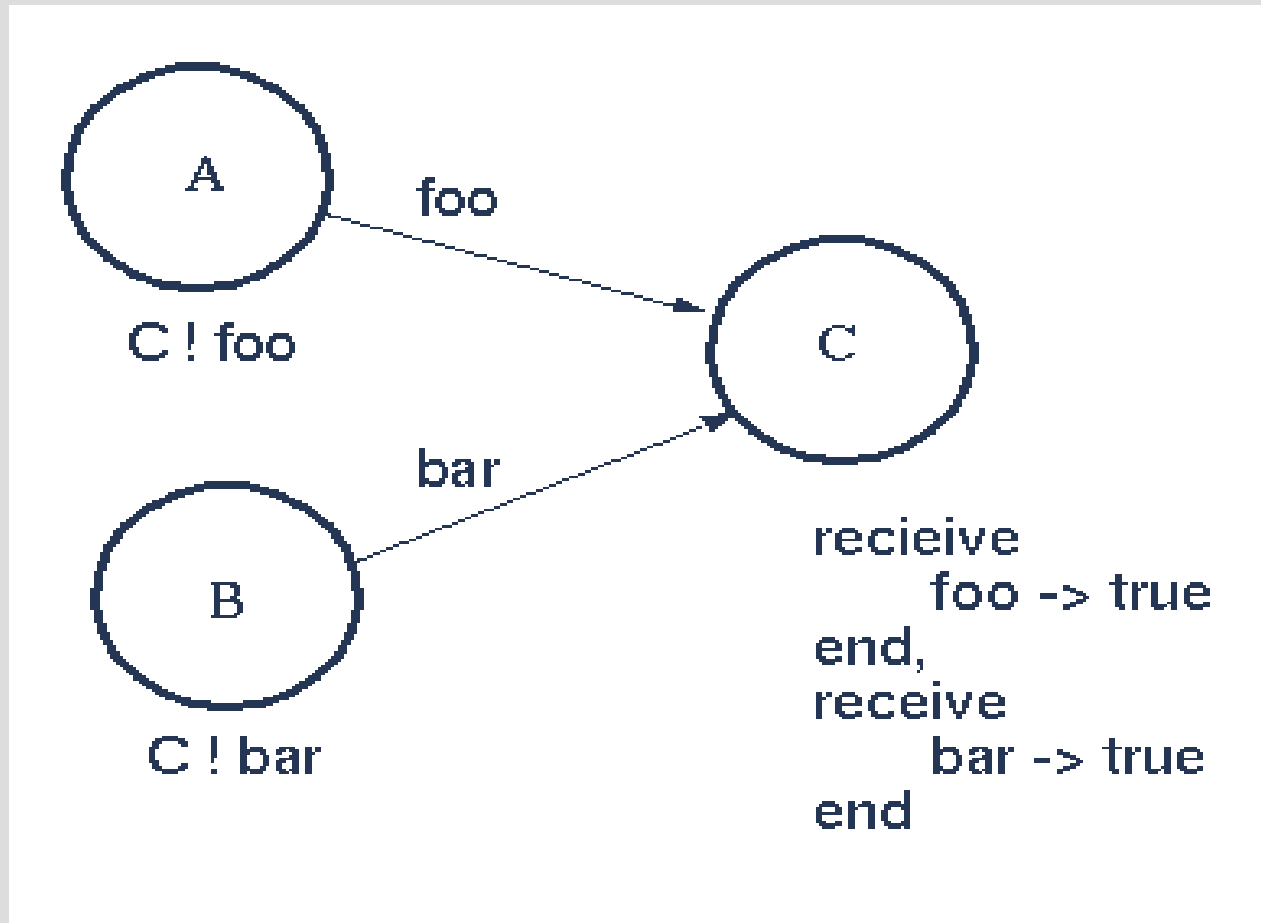 A
foo
C ! foo
C
bar
B
C ! bar
recieive
foo -> true
end,
receive
bar -> true
end